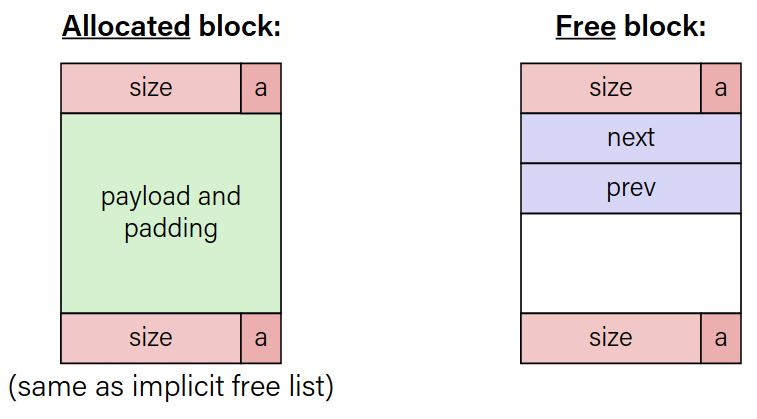 Allocated block:
size a
payload and
padding
size a
(same as implicit free list)
Free block:
size a
next
prev
size a